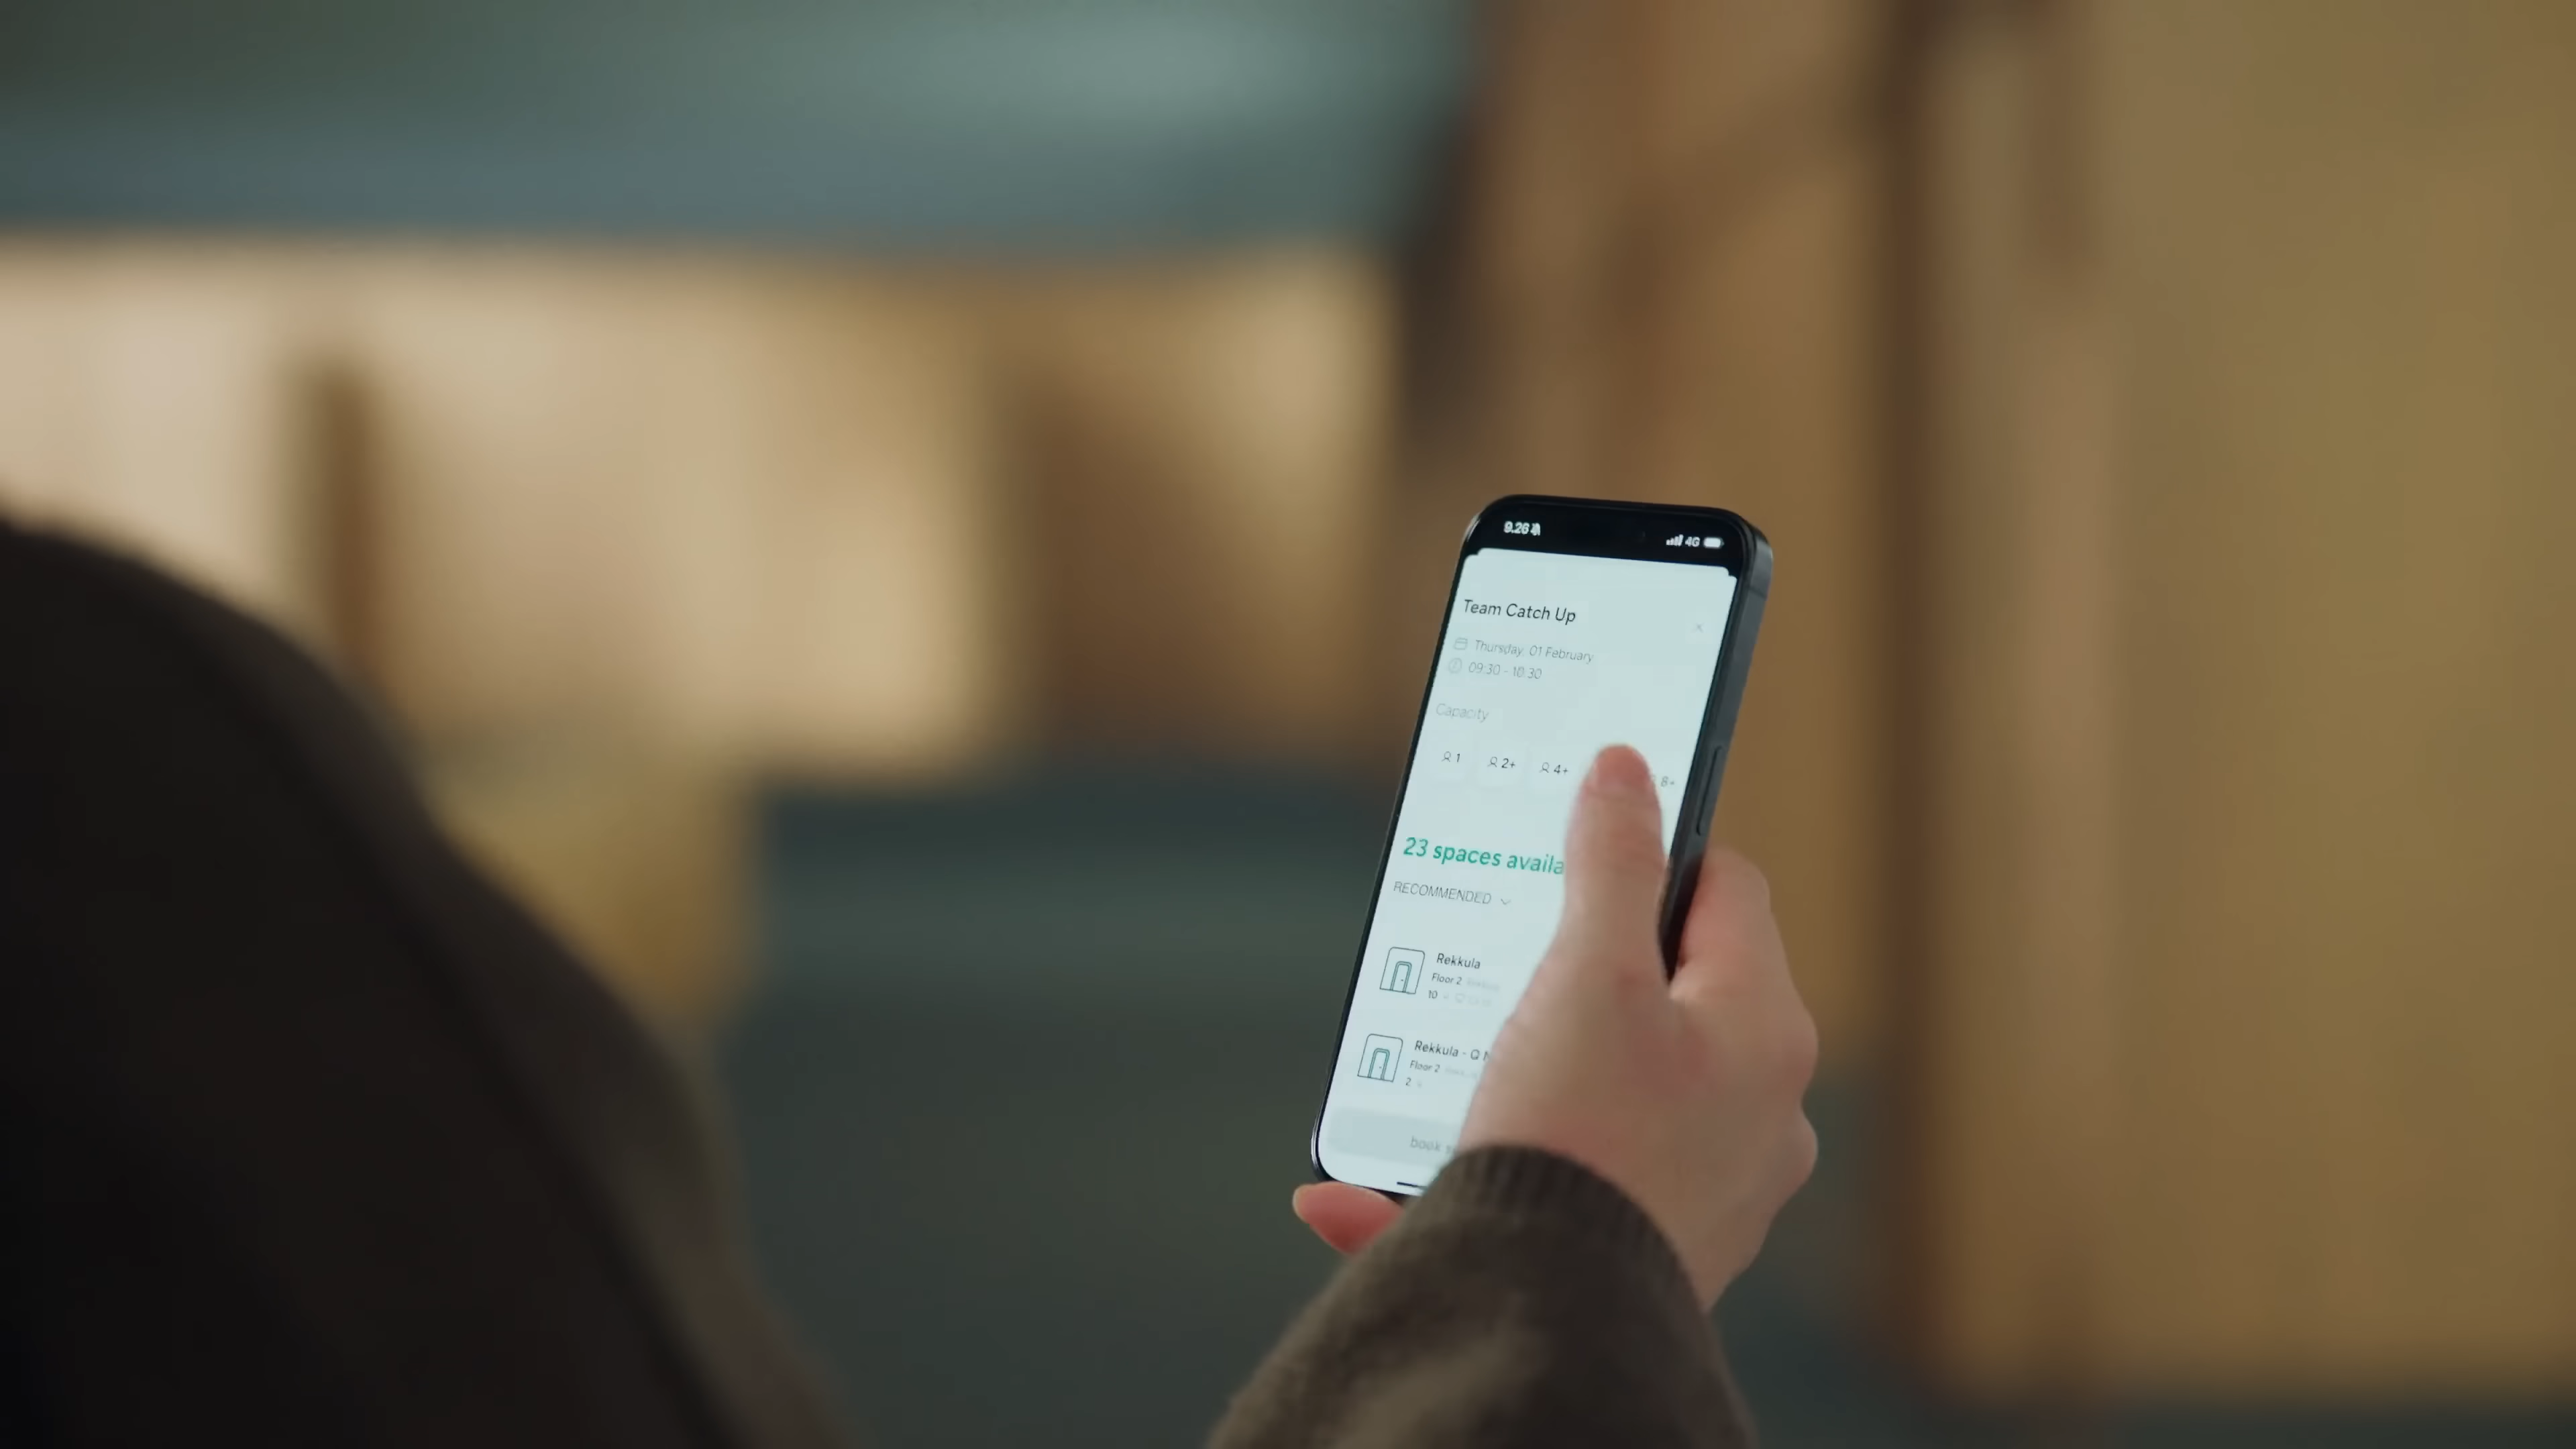 9.26
4G
Team Catch Up
Thursday, 01 February
09:30 - 10:30
Capacity
1 2+ 4+ 8+
23 spaces availa
RECOMMENDED
Rekkula
Floor 2
10
Rekkula - Q
Floor 2
2
book